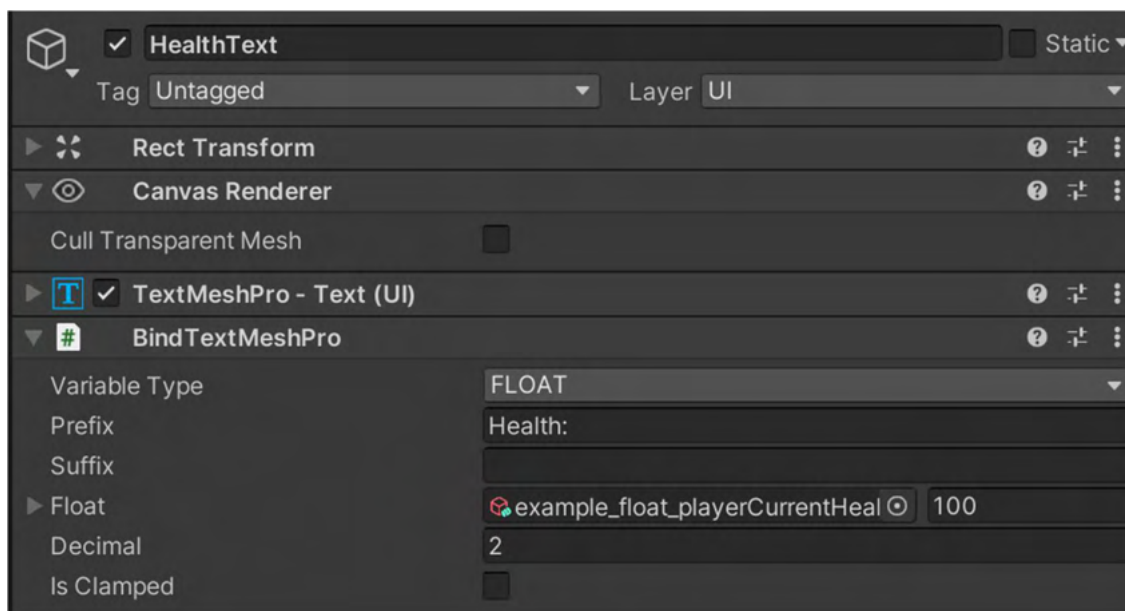 HealthText Static
Tag Untagged Layer UI
Rect Transform
Canvas Renderer
Cull Transparent Mesh
T TextMeshPro - Text (UI)
# BindTextMeshPro
Variable Type FLOAT
Prefix Health:
Suffix
Float example_float_playerCurrentHeal 100
Decimal 2
Is Clamped